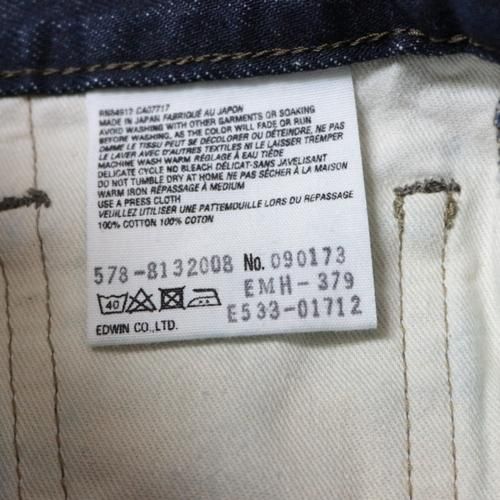 RN84912 CA07717
MADE IN JAPAN FABRIQUÉ AU JAPON
AVOID WASHING WITH OTHER GARMENTS OR SOAKING
BEFORE WASHING, AS THE COLOR WILL FADE OR RUN
COMME LE TISSU PEUT SE DÉCOLORER OU DÉTEINDRE, NE PAS
LE LAVER AVEC D'AUTRES TEXTILES NI LE LAISSER TREMPER
MACHINE WASH WARM RÉGLAGE À EAU TIÈDE
DELICATE CYCLE NO BLEACH DÉLICAT-SANS JAVELISANT
DO NOT TUMBLE DRY AT HOME NE PAS SÉCHER À LA MAISON
WARM IRON RÉPASSAGE À MEDIUM
USE A PRESS CLOTH
VEUILLEZ UTILISER UNE PATTEMOUILLE LORS DU REPASSAGE
100% COTTON 100% COTON
578-8132008 No. 090173
40 EMH-379
E533-01712
EDWIN CO.,LTD.